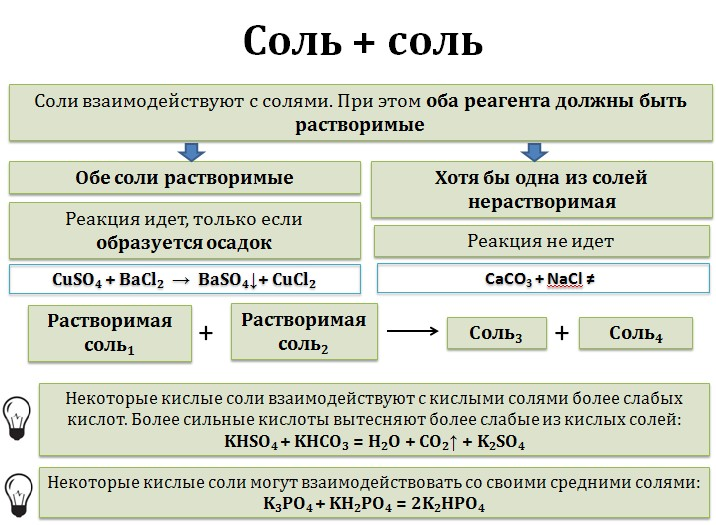 Соль + соль
Соли взаимодействуют с солями. При этом оба реагента должны быть
растворимые
Обе соли растворимые
Реакция идет, только если
образуется осадок
CuSO₄ + BaCl₂ → BaSO₄↓+ CuCl₂
Хотя бы одна из солей
нерастворимая
Реакция не идет
CaCO₃ + NaCl ≠
Растворимая
соль₁
+
Растворимая
соль₂
Соль₃
+
Соль₄
Некоторые кислые соли взаимодействуют с кислыми солями более слабых
кислот. Более сильные кислоты вытесняют более слабые из кислых солей:
KHSO₄ + KHCO₃ = H₂O + CO₂↑ + K₂SO₄
Некоторые кислые соли могут взаимодействовать со своими средними солями:
K₃PO₄ + KH₂PO₄ = 2K₂HPO₄